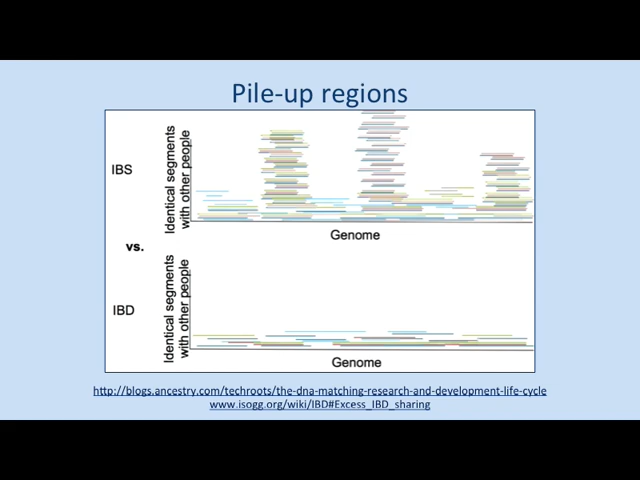 Pile-up regions
IBS
Identical segments
with other people
Genome
vs.
IBD
Identical segments
with other people
Genome
http://blogs.ancestry.com/techroots/the-dna-matching-research-and-development-life-cycle
www.isogg.org/wiki/IBD#Excess_IBD_sharing